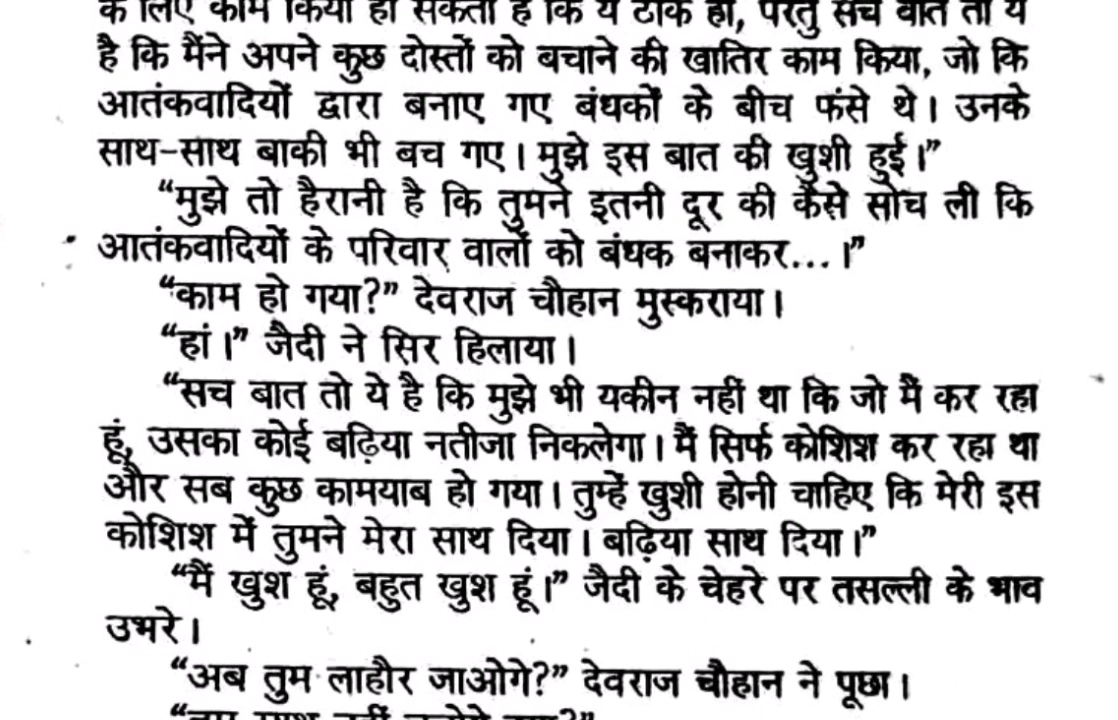 के लिए काम किया हो सकता है कि ये ठीक हो, परंतु सच बात तो ये
है कि मैंने अपने कुछ दोस्तों को बचाने की खातिर काम किया, जो कि
आतंकवादियों द्वारा बनाए गए बंधकों के बीच फंसे थे। उनके
साथ-साथ बाकी भी बच गए। मुझे इस बात की खुशी हुई।”
“मुझे तो हैरानी है कि तुमने इतनी दूर की कैसे सोच ली कि
आतंकवादियों के परिवार वालों को बंधक बनाकर...।”
“काम हो गया?” देवराज चौहान मुस्कराया।
“हां।” जैदी ने सिर हिलाया।
“सच बात तो ये है कि मुझे भी यकीन नहीं था कि जो मैं कर रहा
हूं, उसका कोई बढ़िया नतीजा निकलेगा। मैं सिर्फ कोशिश कर रहा था
और सब कुछ कामयाब हो गया। तुम्हें खुशी होनी चाहिए कि मेरी इस
कोशिश में तुमने मेरा साथ दिया। बढ़िया साथ दिया।”
“मैं खुश हूं, बहुत खुश हूं।” जैदी के चेहरे पर तसल्ली के भाव
उभरे।
“अब तुम लाहौर जाओगे?” देवराज चौहान ने पूछा।